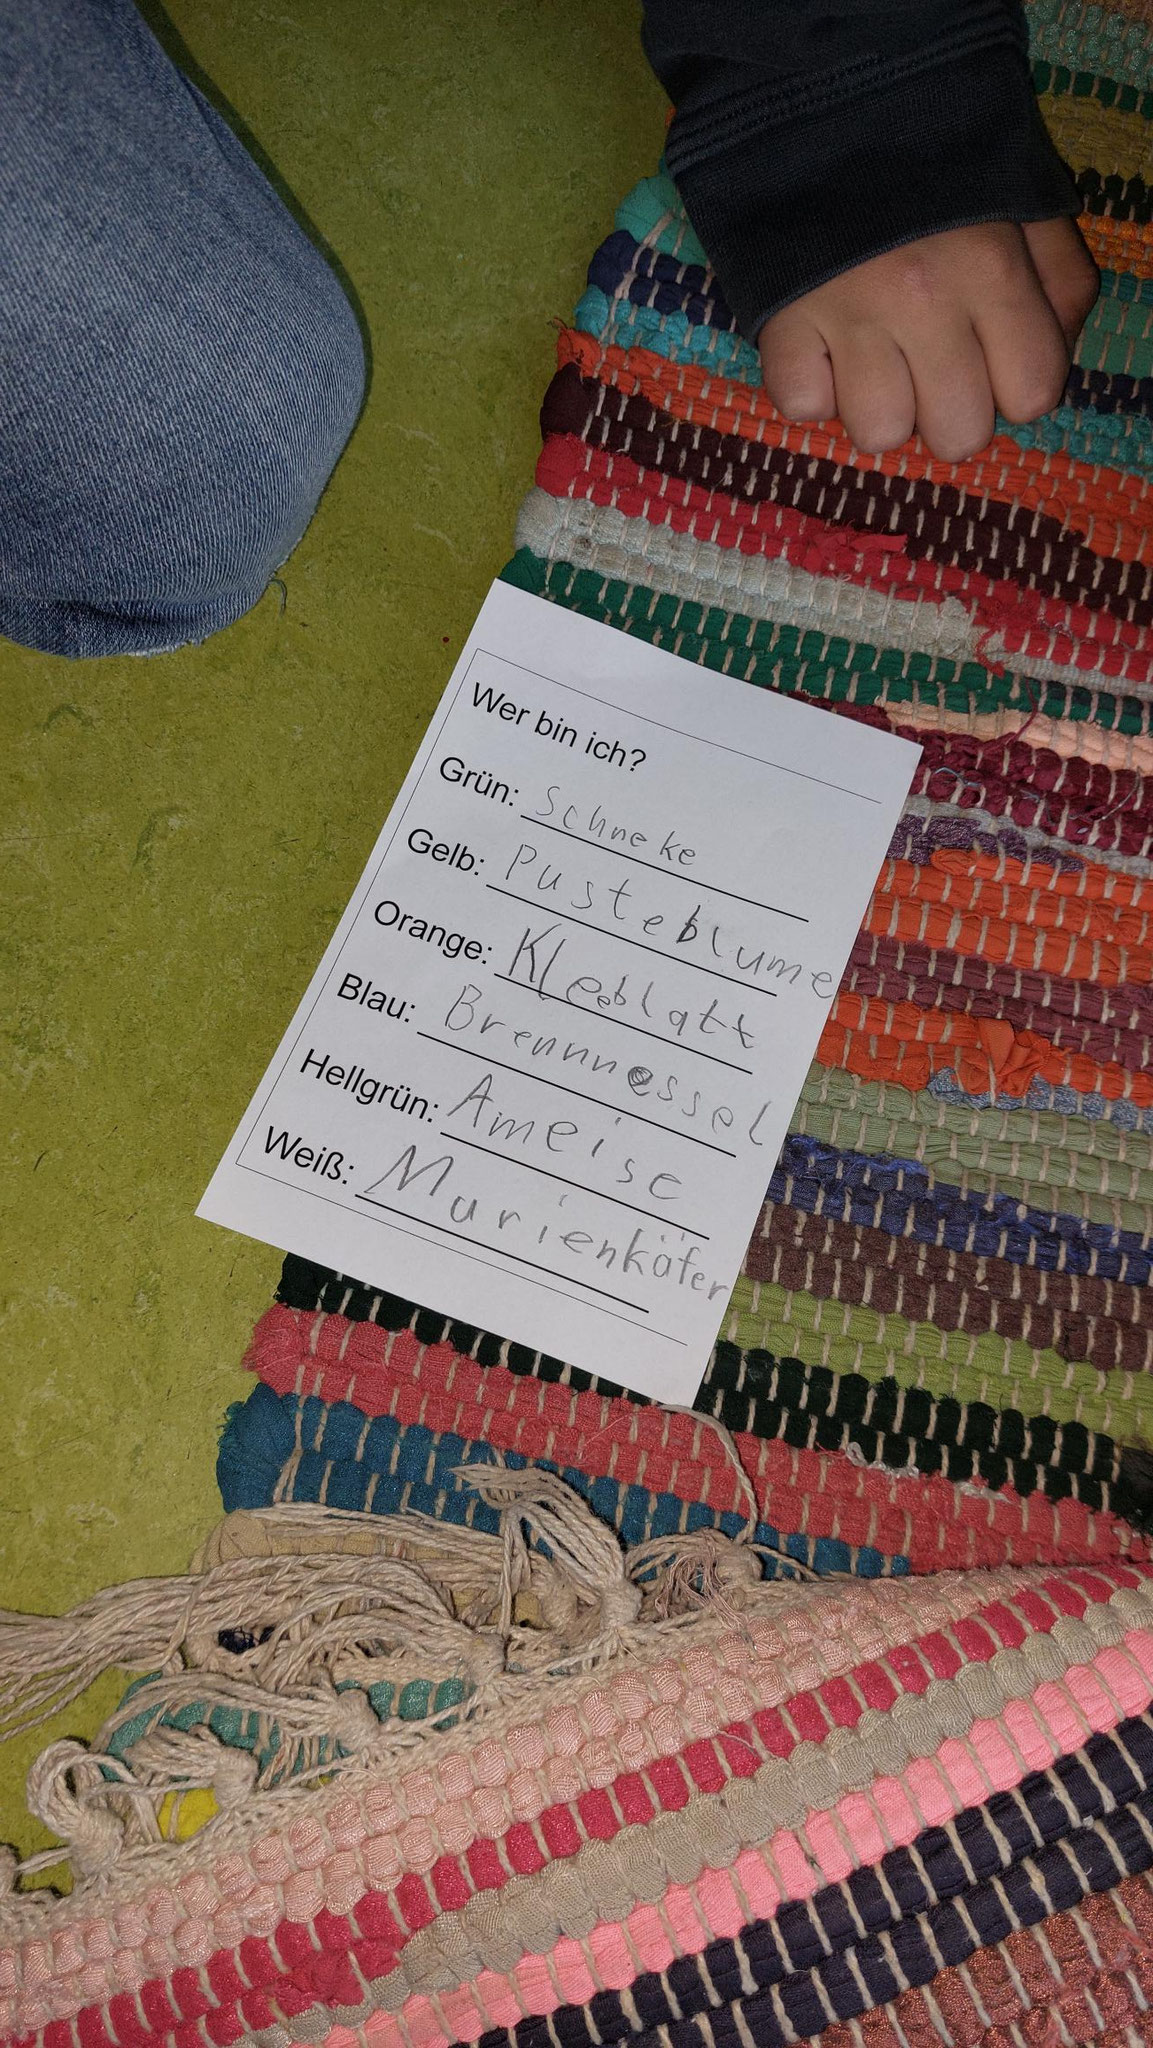 Wer bin ich?
Grün: Schneke
Gelb: Pusteblume
Orange: Kleeblatt
Blau: Brennnessel
Hellgrün: Ameise
Weiß: Marienkäfer